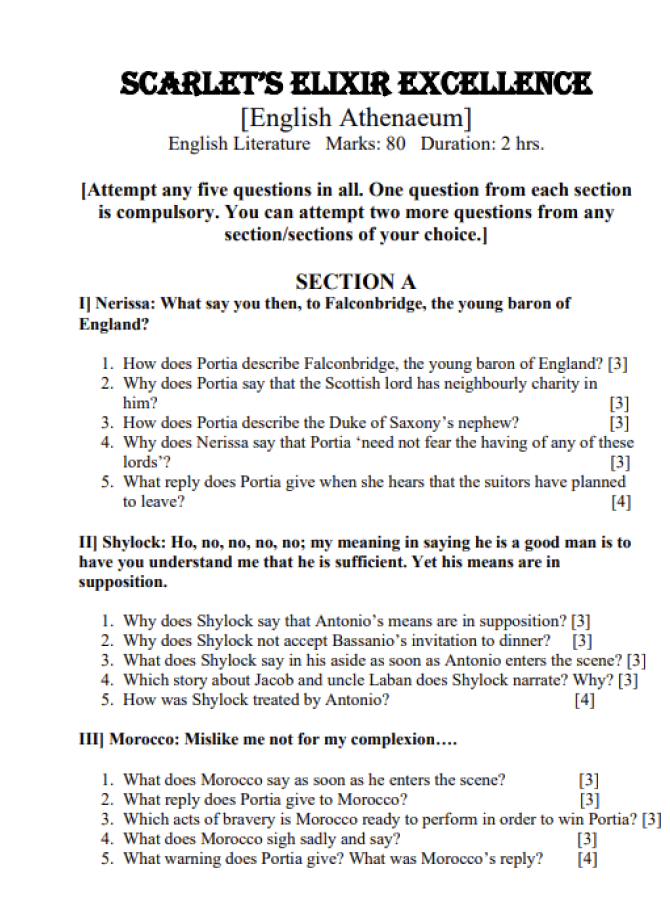 SCARLET'S ELIXIR EXCELLENCE
[English Athenaeum]
English Literature Marks: 80 Duration: 2 hrs.
[Attempt any five questions in all. One question from each section
is compulsory. You can attempt two more questions from any
section/sections of your choice.]
SECTION A
I] Nerissa: What say you then, to Falconbridge, the young baron of
England?
1. How does Portia describe Falconbridge, the young baron of England? [3]
2. Why does Portia say that the Scottish lord has neighbourly charity in
him? [3]
3. How does Portia describe the Duke of Saxony's nephew? [3]
4. Why does Nerissa say that Portia 'need not fear the having of any of these
lords'? [3]
5. What reply does Portia give when she hears that the suitors have planned
to leave? [4]
II] Shylock: Ho, no, no, no, no; my meaning in saying he is a good man is to
have you understand me that he is sufficient. Yet his means are in
supposition.
1. Why does Shylock say that Antonio's means are in supposition? [3]
2. Why does Shylock not accept Bassanio's invitation to dinner? [3]
3. What does Shylock say in his aside as soon as Antonio enters the scene? [3]
4. Which story about Jacob and uncle Laban does Shylock narrate? Why? [3]
5. How was Shylock treated by Antonio? [4]
III] Morocco: Mislike me not for my complexion….
1. What does Morocco say as soon as he enters the scene? [3]
2. What reply does Portia give to Morocco? [3]
3. Which acts of bravery is Morocco ready to perform in order to win Portia? [3]
4. What does Morocco sigh sadly and say? [3]
5. What warning does Portia give? What was Morocco's reply? [4]